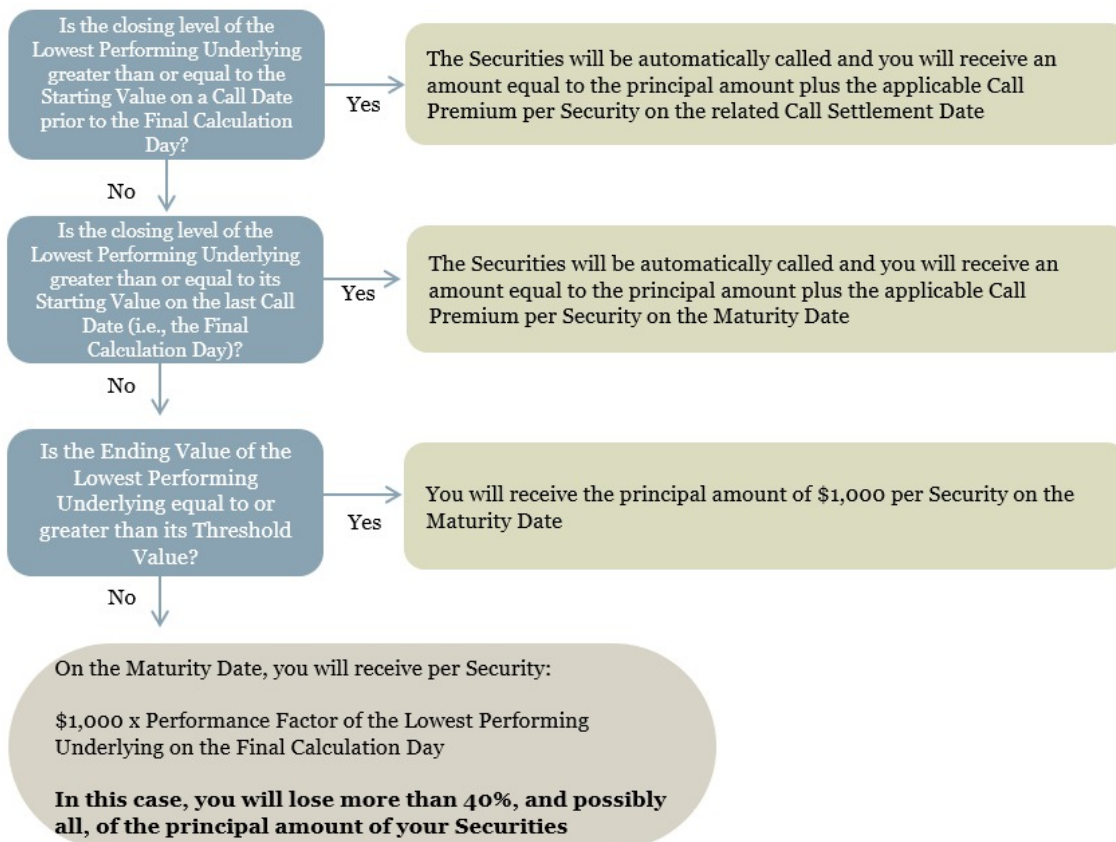 Is the closing level of the
Lowest Performing Underlying
greater than or equal to the
Starting Value on a Call Date
prior to the Final Calculation
Day?
Yes
The Securities will be automatically called and you will receive an
amount equal to the principal amount plus the applicable Call
Premium per Security on the related Call Settlement Date
No
Is the closing level of the
Lowest Performing Underlying
greater than or equal to its
Starting Value on the last Call
Date (i.e., the Final
Calculation Day)?
Yes
The Securities will be automatically called and you will receive an
amount equal to the principal amount plus the applicable Call
Premium per Security on the Maturity Date
No
Is the Ending Value of the
Lowest Performing
Underlying equal to or
greater than its Threshold
Value?
Yes
You will receive the principal amount of $1,000 per Security on the
Maturity Date
No
On the Maturity Date, you will receive per Security:
$1,000 x Performance Factor of the Lowest Performing
Underlying on the Final Calculation Day
In this case, you will lose more than 40%, and possibly
all, of the principal amount of your Securities